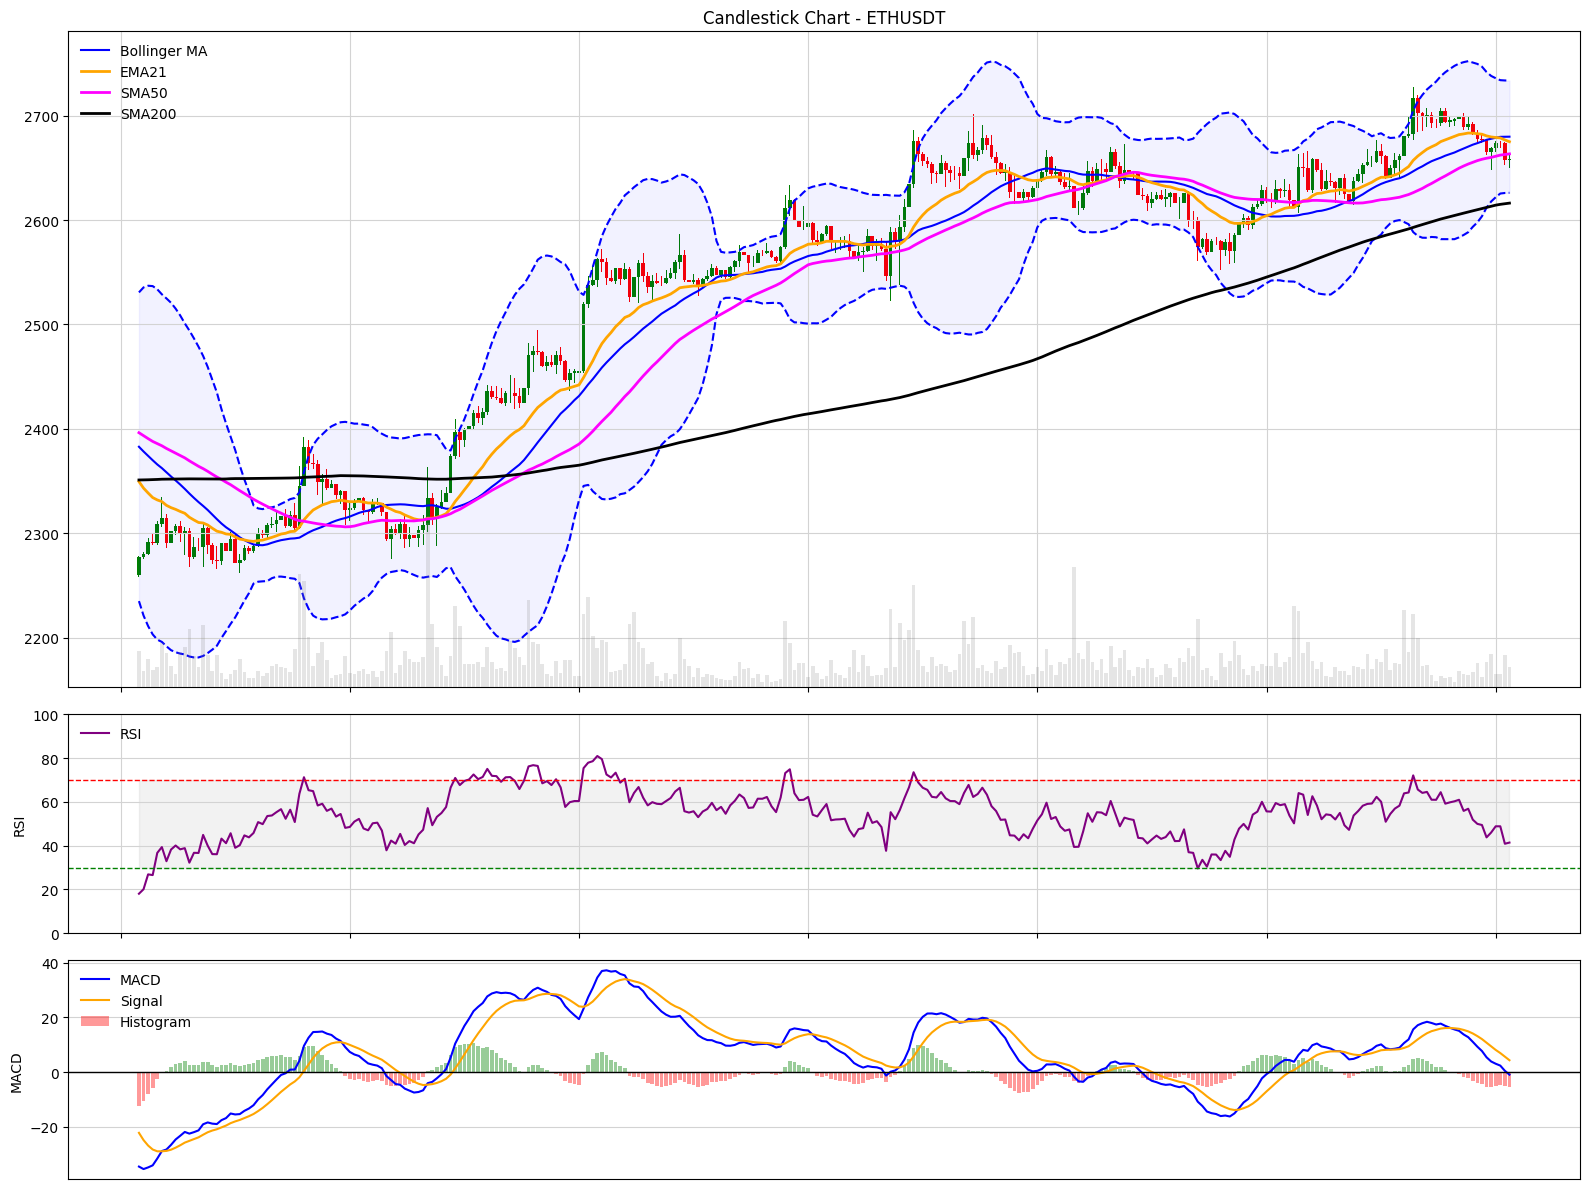 Candlestick Chart - ETHUSDT
Bollinger MA
EMA21
SMA50
SMA200
2700
2600
2500
2400
2300
2200
100
80
60
40
20
0
RSI
RSI
40
20
0
−20
MACD
MACD
Signal
Histogram